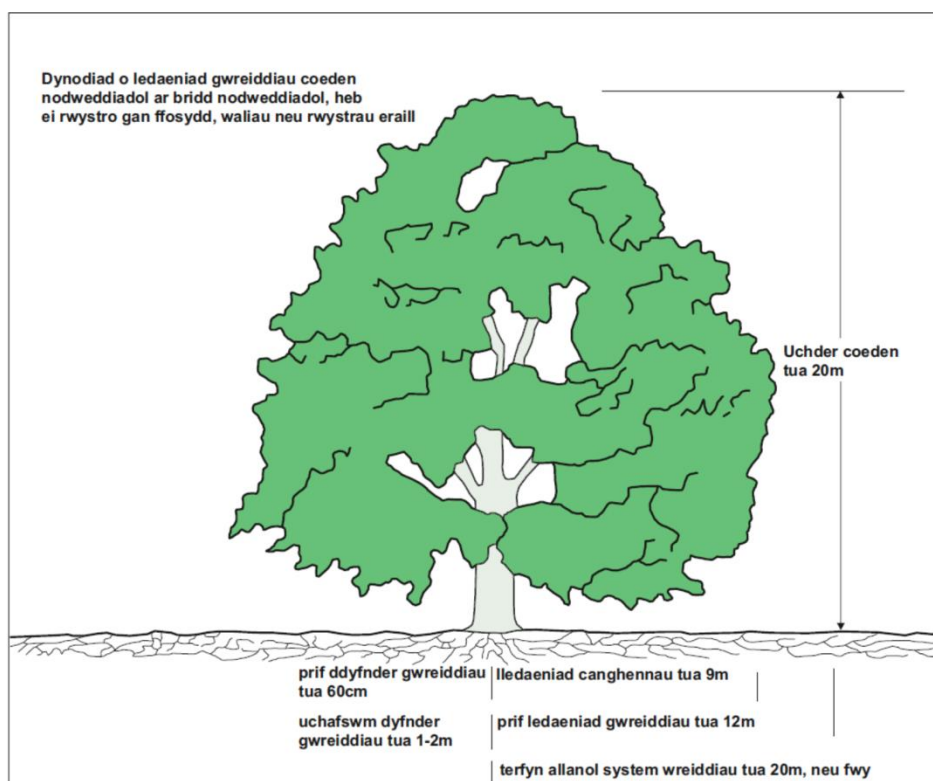 Dynodiad o ledaeniad gwreiddiau coeden
nodweddiadol ar bridd nodweddiadol, heb
ei rwystro gan ffosydd, waliau neu rwystrau eraill
Uchder coeden
tua 20m
prif ddyfnder gwreiddiau
tua 60cm
lledaeniad canghennau tua 9m
uchafswm dyfnder
gwreiddiau tua 1-2m
prif ledaeniad gwreiddiau tua 12m
terfyn allanol system wreiddiau tua 20m, neu fwy